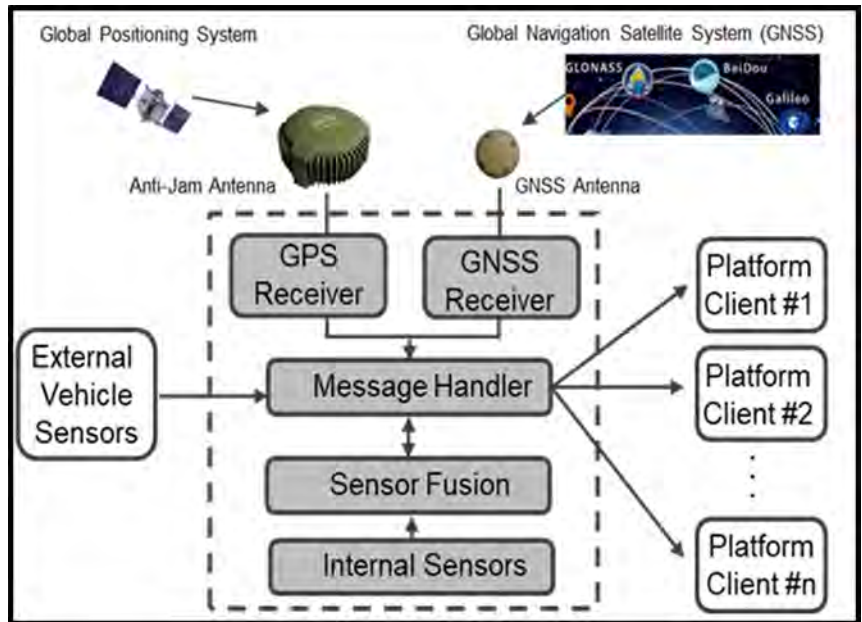 Global Positioning System
Global Navigation Satellite System (GNSS)
GLONASS
BeiDou
Galileo
Anti-Jam Antenna
GNSS Antenna
GPS
Receiver
GNSS
Receiver
Platform
Client #1
External
Vehicle
Sensors
Message Handler
Platform
Client #2
Sensor Fusion
Internal Sensors
Platform
Client #n